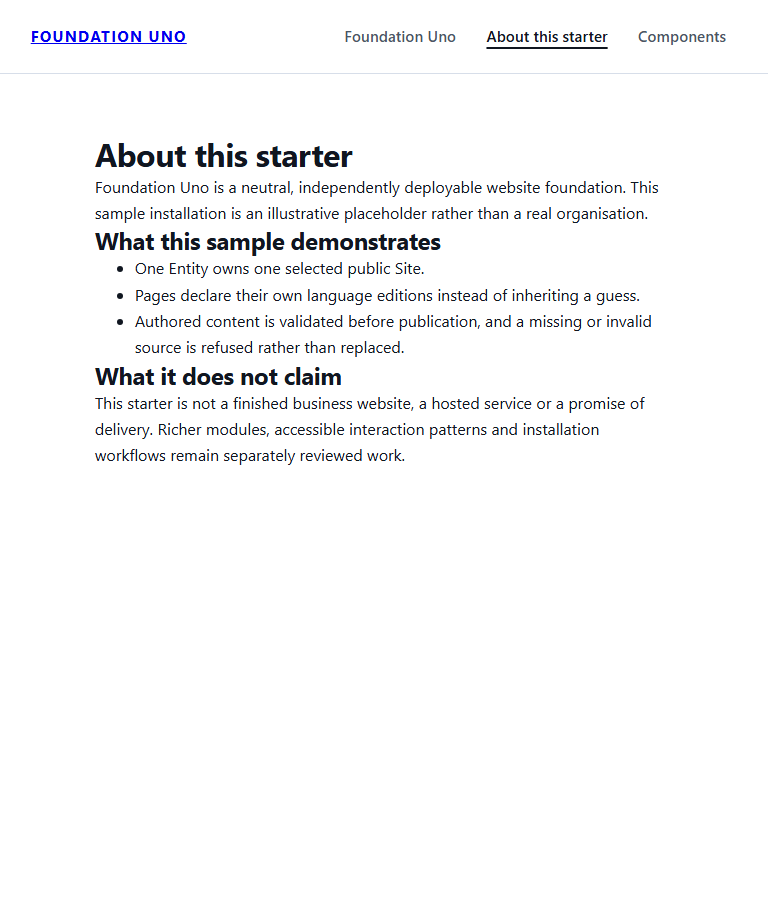 FOUNDATION UNO
Foundation Uno
About this starter
Components
About this starter
Foundation Uno is a neutral, independently deployable website foundation. This
sample installation is an illustrative placeholder rather than a real organisation.
What this sample demonstrates
One Entity owns one selected public Site.
Pages declare their own language editions instead of inheriting a guess.
Authored content is validated before publication, and a missing or invalid
source is refused rather than replaced.
What it does not claim
This starter is not a finished business website, a hosted service or a promise of
delivery. Richer modules, accessible interaction patterns and installation
workflows remain separately reviewed work.